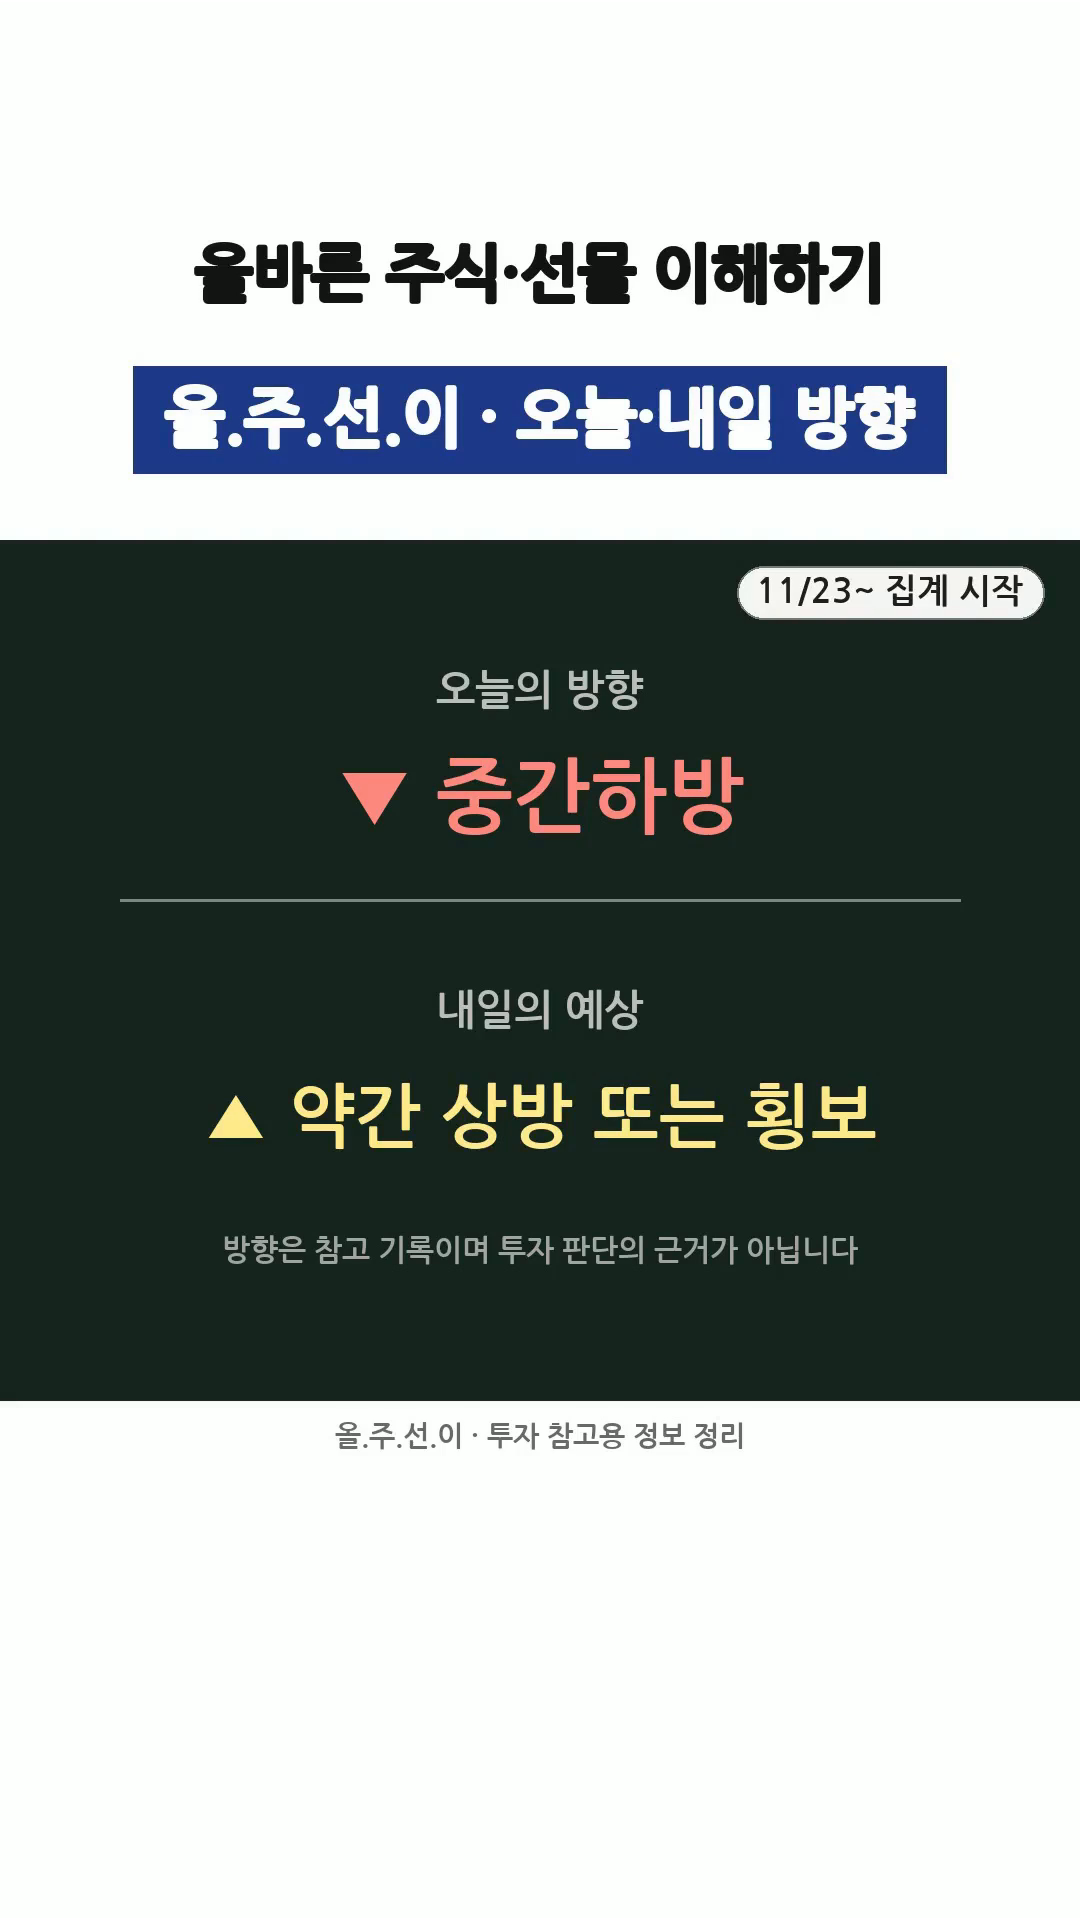 올바른 주식·선물 이해하기
올.주.선.이 · 오늘·내일 방향
11/23~ 집계 시작
오늘의 방향
▼ 중간하방
내일의 예상
▲ 약간 상방 또는 횡보
방향은 참고 기록이며 투자 판단의 근거가 아닙니다
올.주.선.이 · 투자 참고용 정보 정리